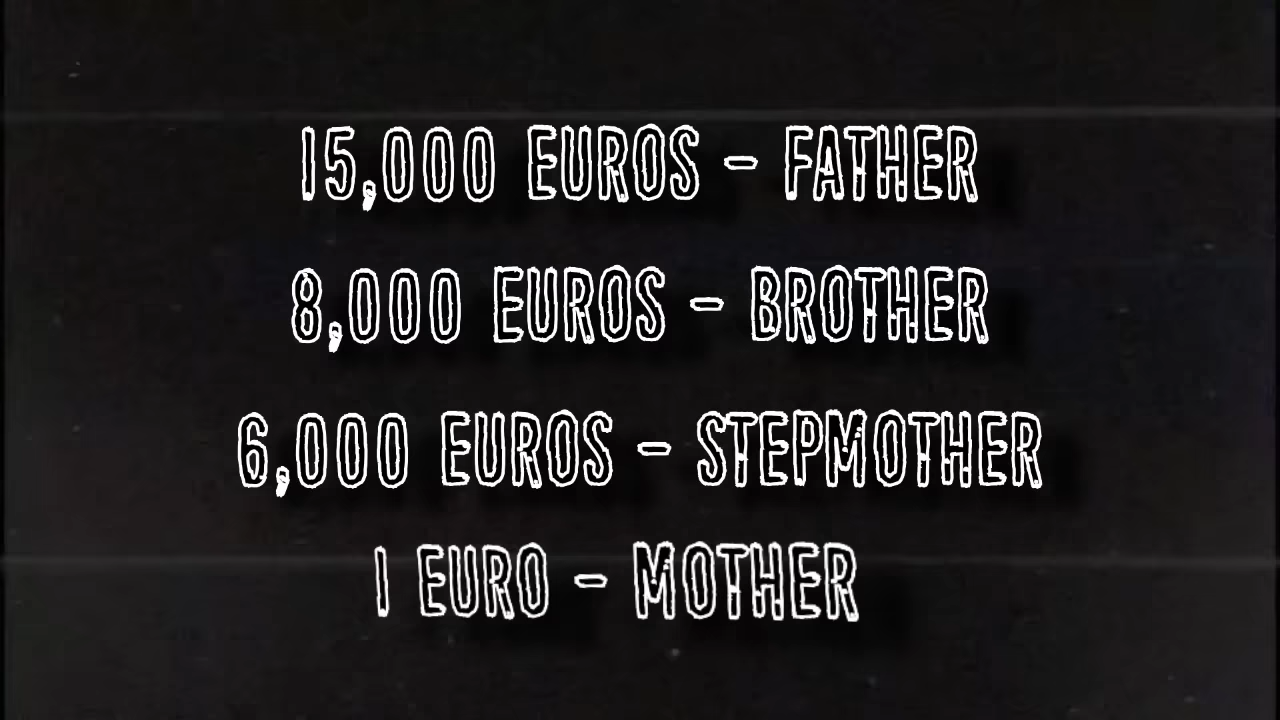 15,000 EUROS - FATHER
8,000 EUROS - BROTHER
6,000 EUROS - STEPMOTHER
1 EURO - MOTHER